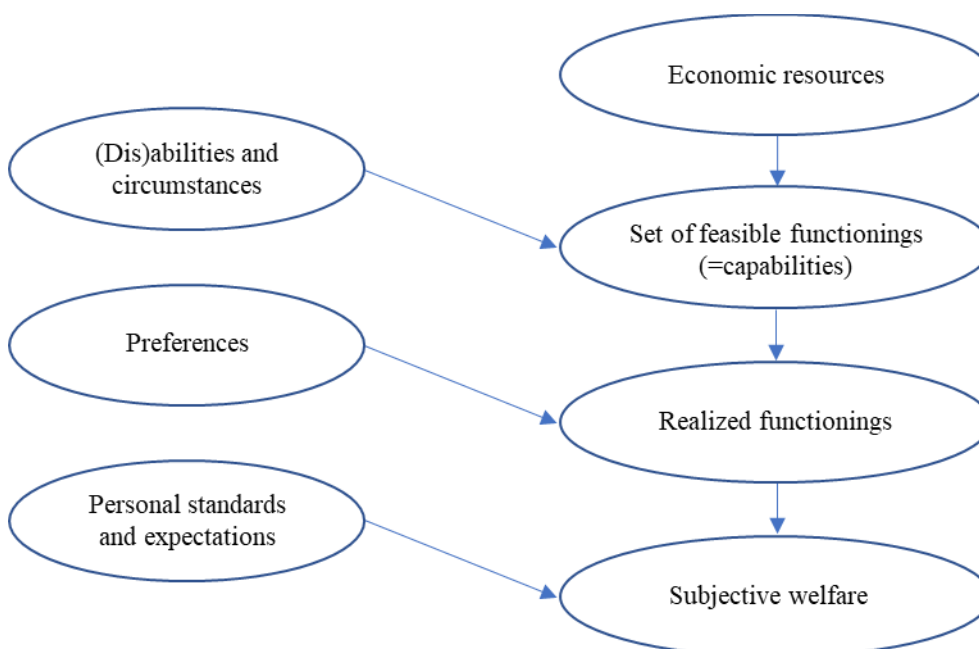 Economic resources
(Dis)abilities and
circumstances
Set of feasible functionings
(=capabilities)
Preferences
Realized functionings
Personal standards
and expectations
Subjective welfare